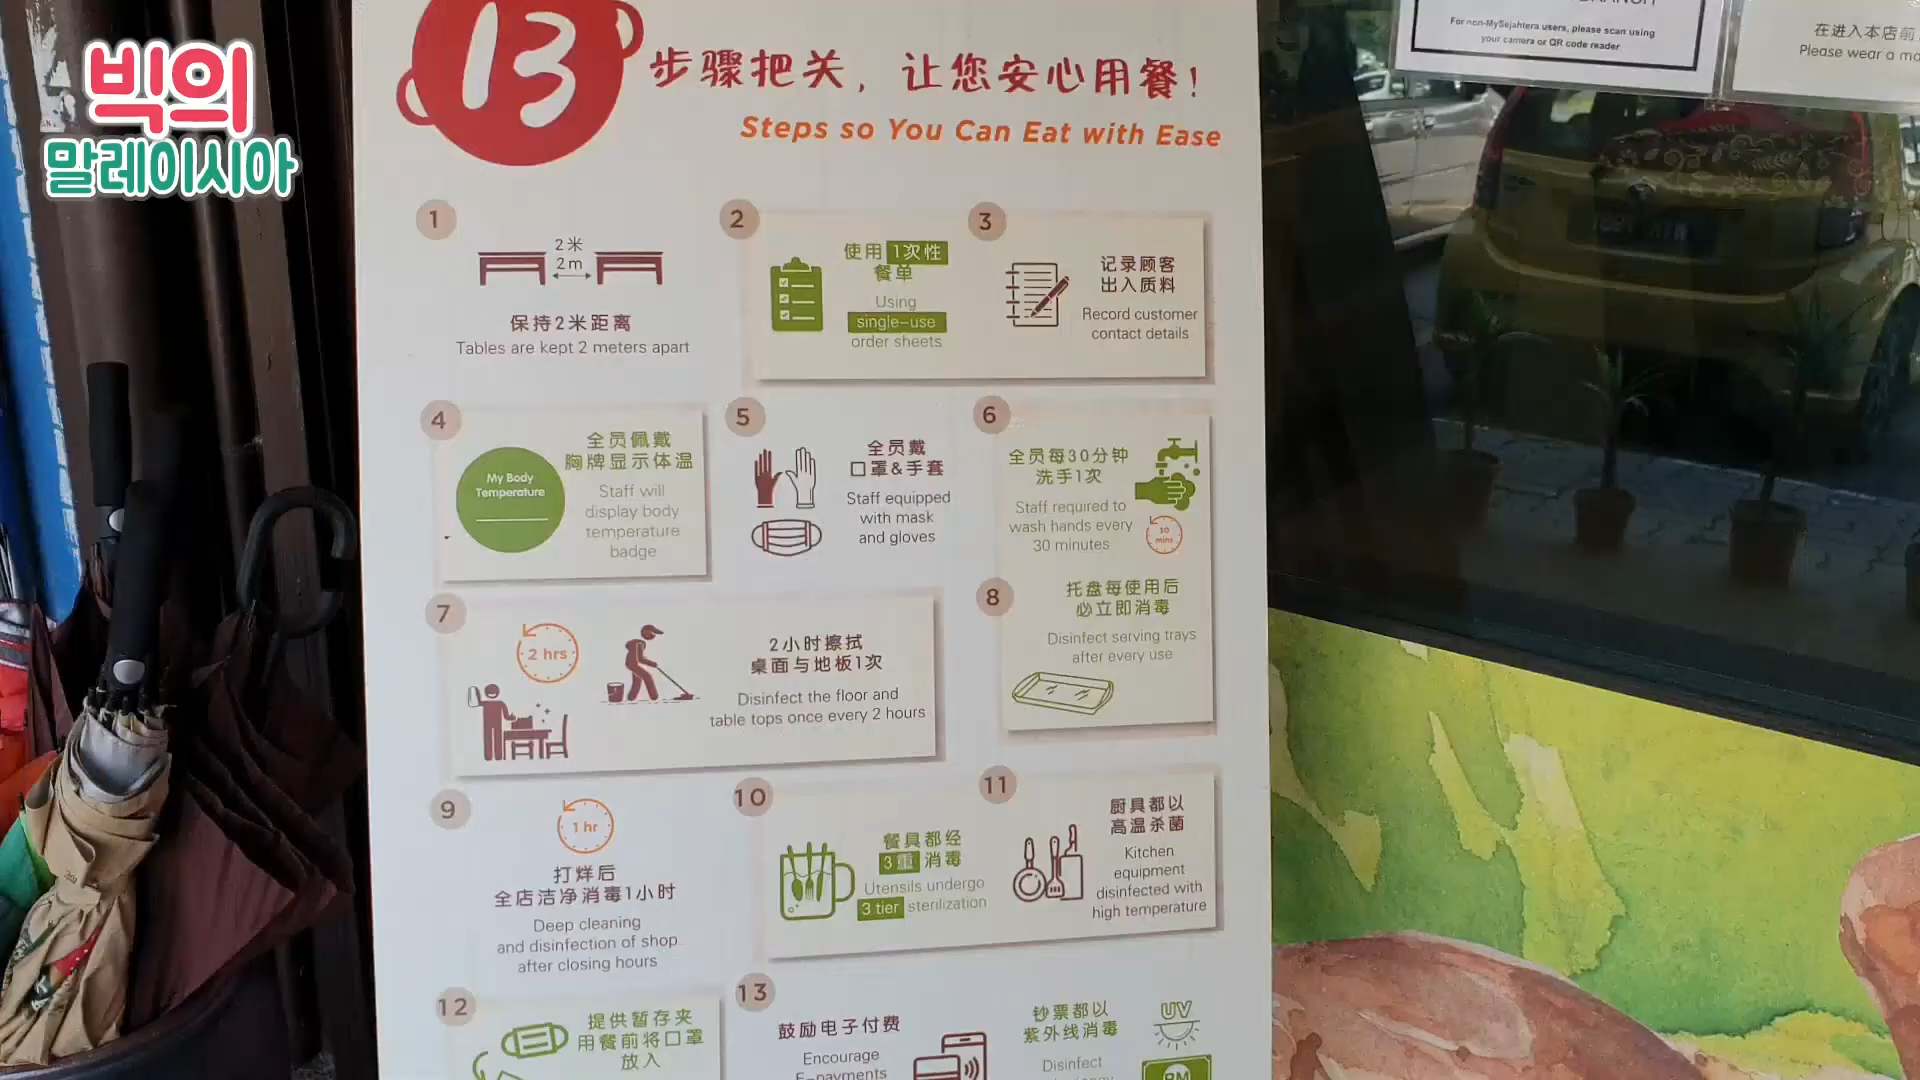 빅의
말레이시아
13
步骤把关，让您安心用餐！
Steps so You Can Eat with Ease
1
2米
2m
保持2米距离
Tables are kept 2 meters apart
2
使用1次性
餐单
Using
single-use
order sheets
3
记录顾客
出入质料
Record customer
contact details
4
My Body
Temperature
全员佩戴
胸牌显示体温
Staff will
display body
temperature
badge
5
全员戴
口罩&手套
Staff equipped
with mask
and gloves
6
全员每30分钟
洗手1次
Staff required to
wash hands every
30 minutes
30
mins
7
2 hrs
2小时擦拭
桌面与地板1次
Disinfect the floor and
table tops once every 2 hours
8
托盘每使用后
必立即消毒
Disinfect serving trays
after every use
9
1 hr
打烊后
全店洁净消毒1小时
Deep cleaning
and disinfection of shop
after closing hours
10
餐具都经
3重消毒
Utensils undergo
3 tier sterilization
11
厨具都以
高温杀菌
Kitchen
equipment
disinfected with
high temperature
12
提供暂存夹
用餐前将口罩
放入
13
鼓励电子付费
Encourage
E-payments
钞票都以
紫外线消毒
Disinfect
UV
RM
For non-MySejahtera users, please scan using
your camera or QR code reader
在进入本店前
Please wear a